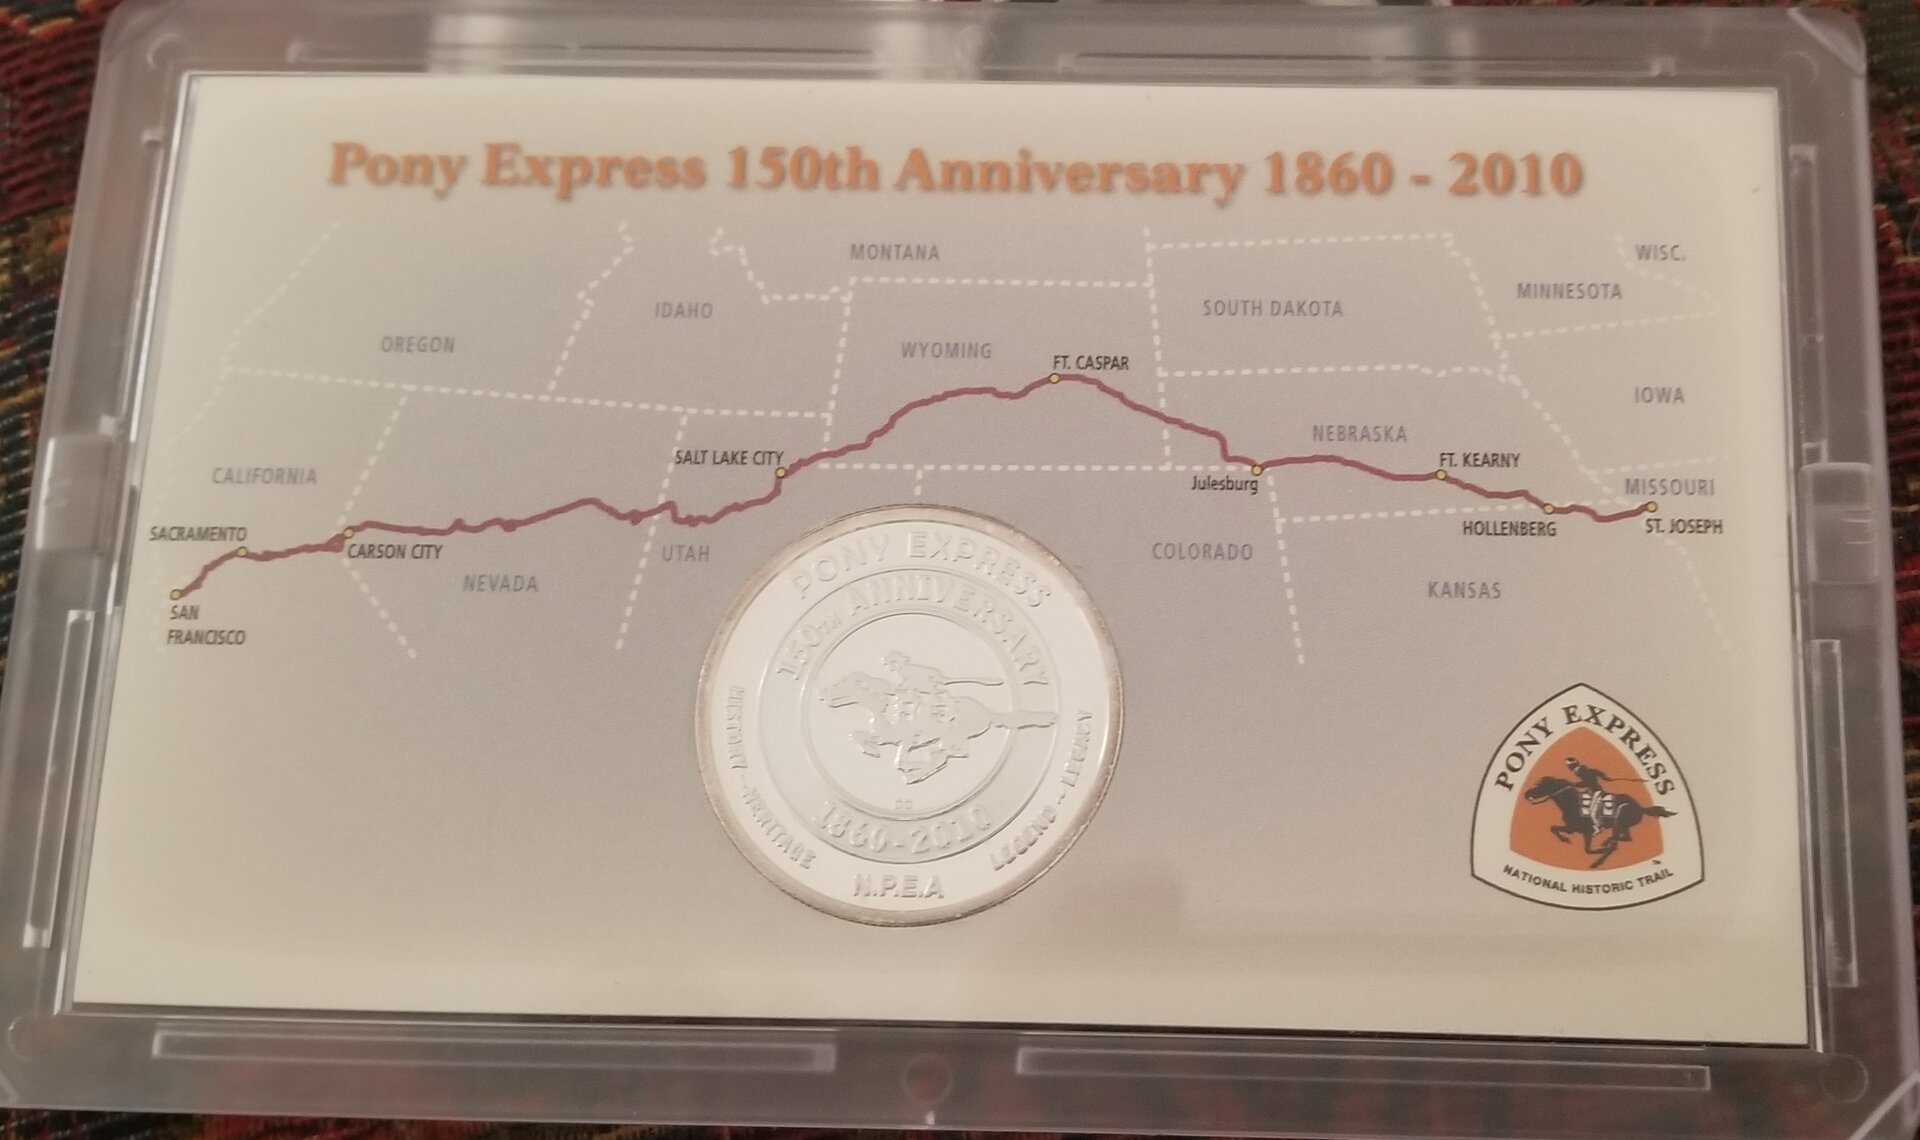 Pony Express 150th Anniversary 1860 - 2010
MONTANA
WISC.
IDAHO
SOUTH DAKOTA
MINNESOTA
OREGON
WYOMING
FT. CASPAR
IOWA
NEBRASKA
SALT LAKE CITY
FT. KEARNY
CALIFORNIA
Julesburg
MISSOURI
SACRAMENTO
HOLLENBERG
ST. JOSEPH
CARSON CITY
UTAH
COLORADO
NEVADA
KANSAS
SAN
FRANCISCO
PONY EXPRESS
150TH ANNIVERSARY
1860-2010
HISTORY ~ HERITAGE
LEGEND ~ LEGACY
N.P.E.A
PONY EXPRESS
NATIONAL HISTORIC TRAIL